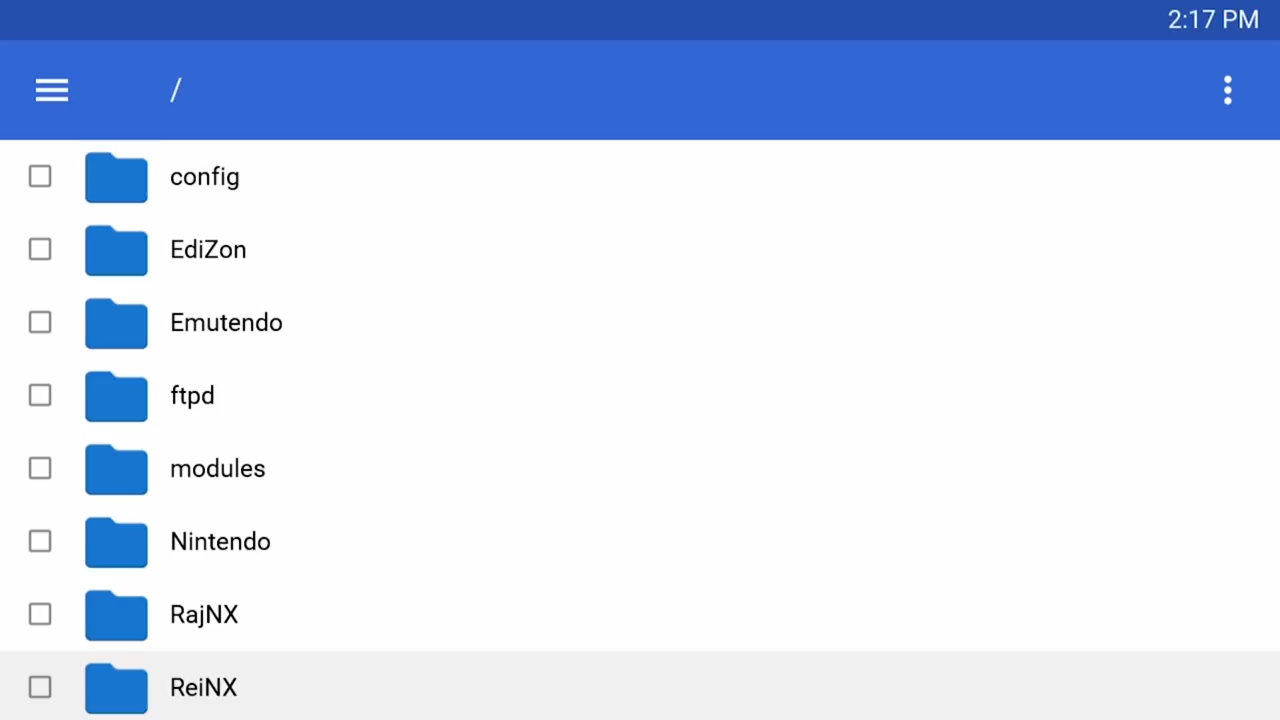 2:17 PM
/
config
EdiZon
Emutendo
ftpd
modules
Nintendo
RajNX
ReiNX